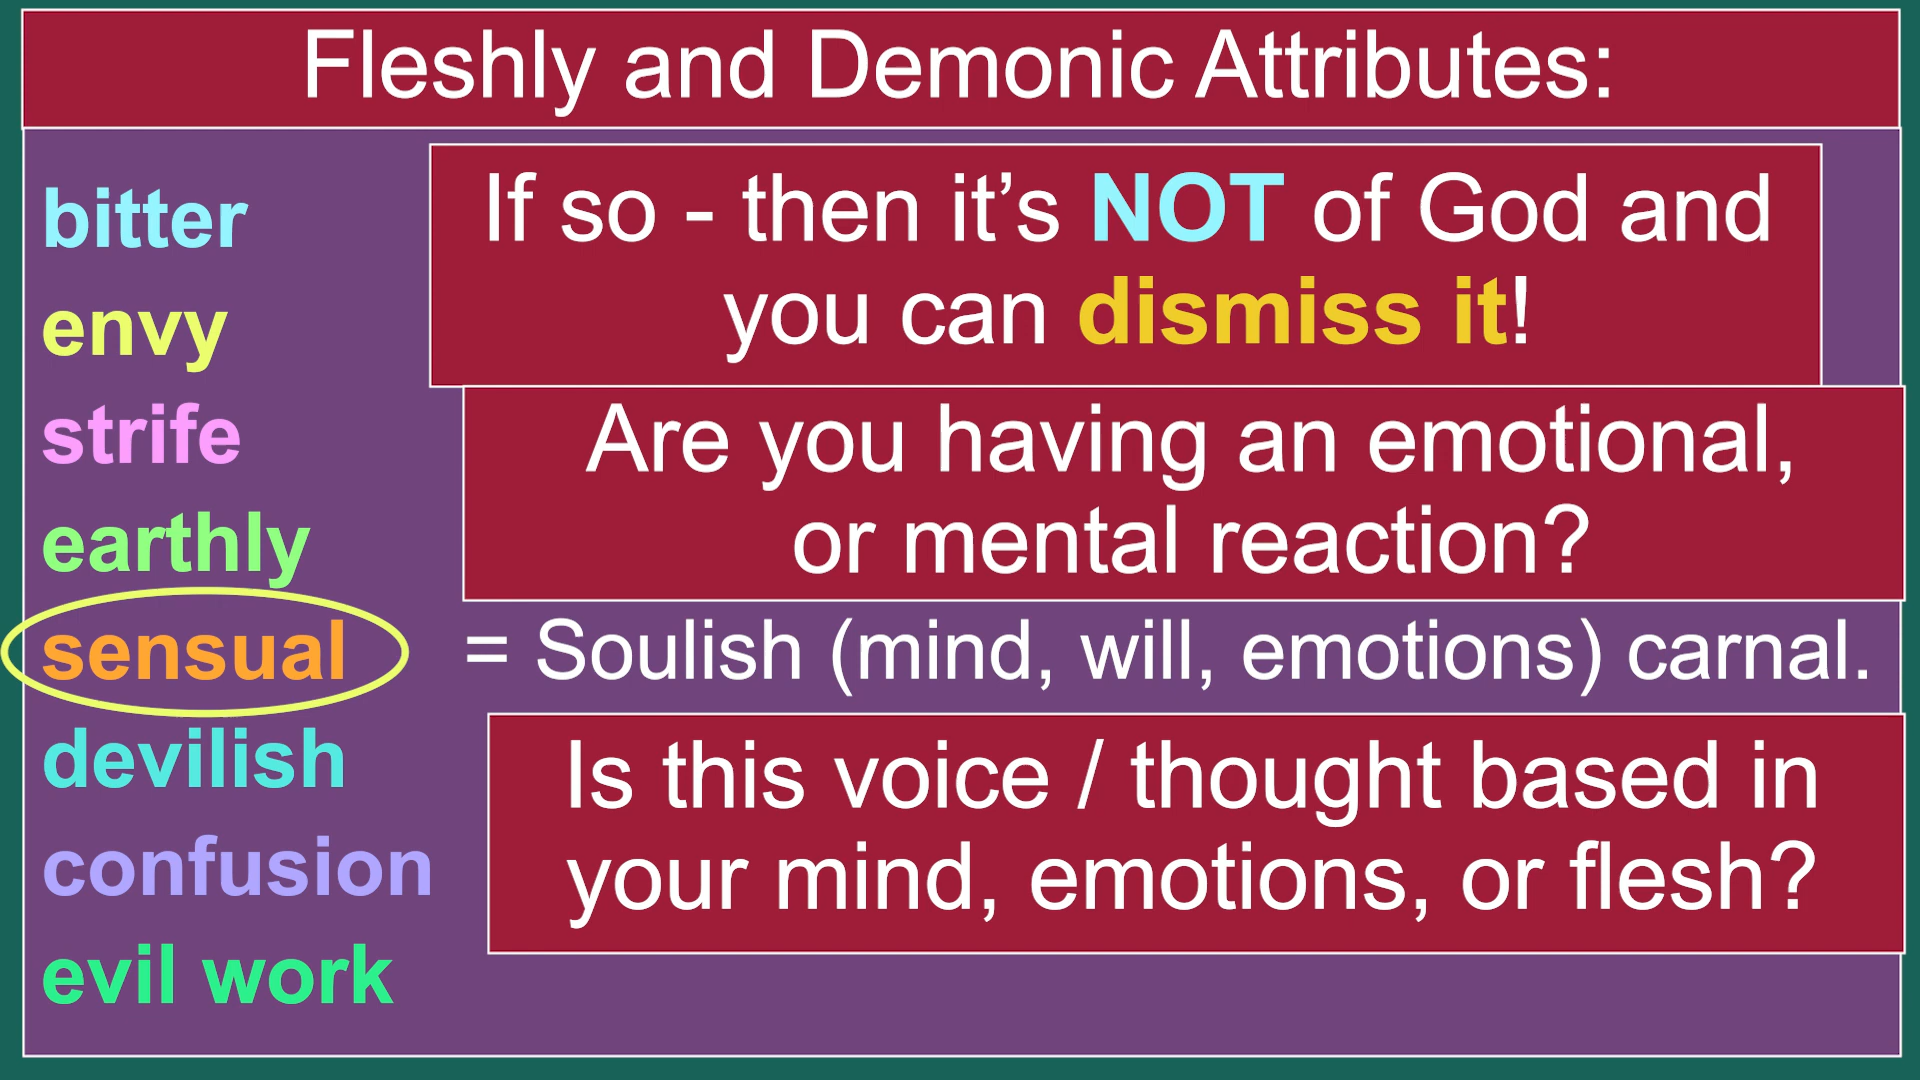 Fleshly and Demonic Attributes:
bitter
envy
strife
earthly
sensual
devilish
confusion
evil work
If so - then it’s NOT of God and
you can dismiss it!
Are you having an emotional,
or mental reaction?
= Soulish (mind, will, emotions) carnal.
Is this voice / thought based in
your mind, emotions, or flesh?